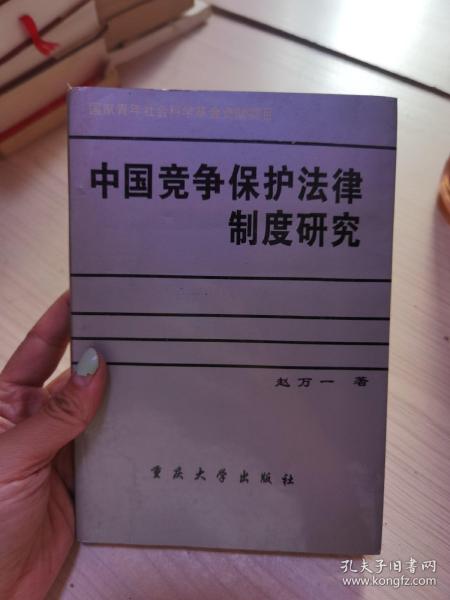 国家青年社会科学基金资助项目
中国竞争保护法律
制度研究
赵万一 著
重庆大学出版社
孔夫子旧书网
www.kongfz.com